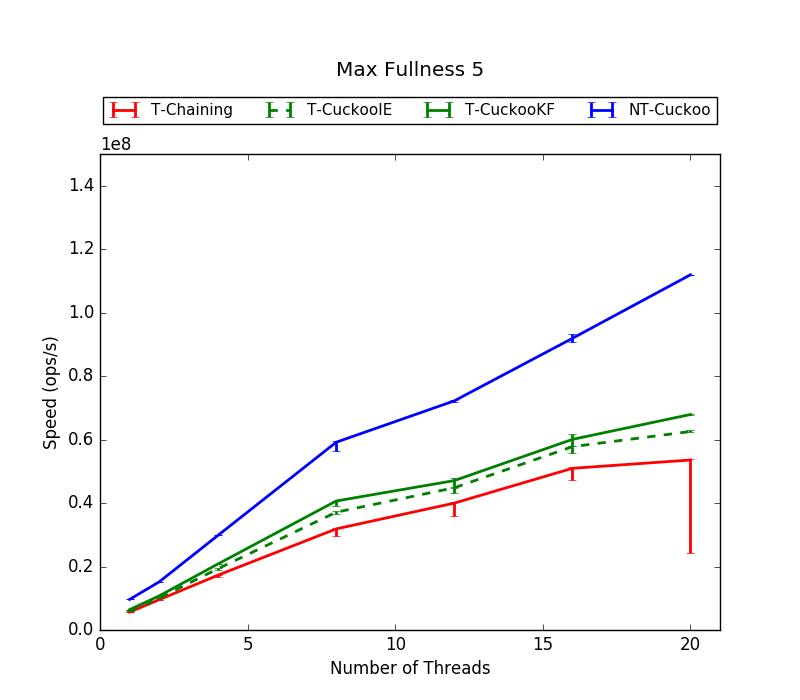 Max Fullness 5
T-Chaining T-CuckooIE T-CuckooKF NT-Cuckoo
1e8
1.4
1.2
1.0
0.8
0.6
0.4
0.2
0.0
Speed (ops/s)
0 5 10 15 20
Number of Threads